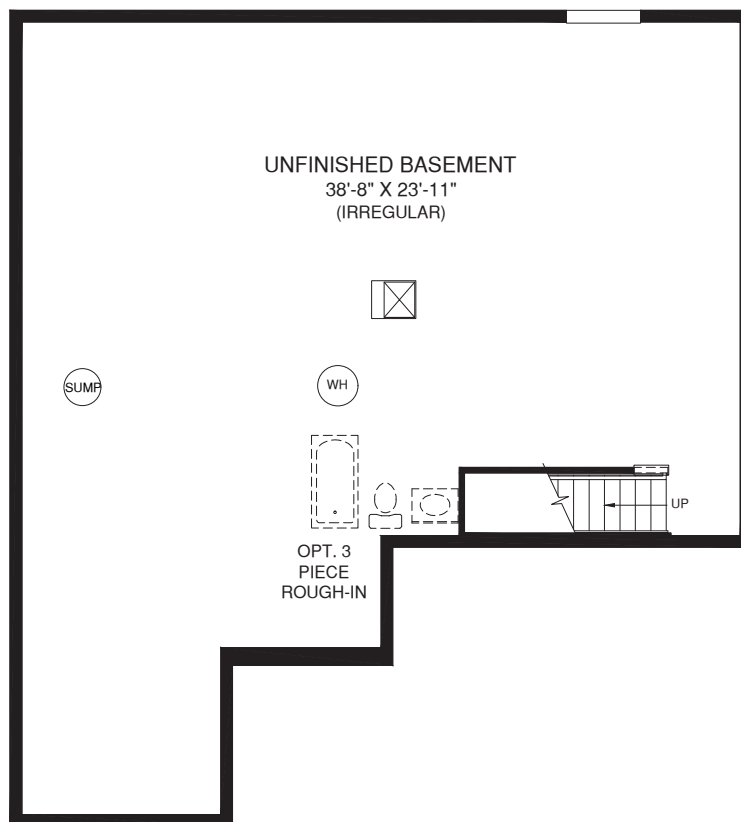 UNFINISHED BASEMENT
38'-8" X 23'-11"
(IRREGULAR)
SUMP
WH
UP
OPT. 3
PIECE
ROUGH-IN